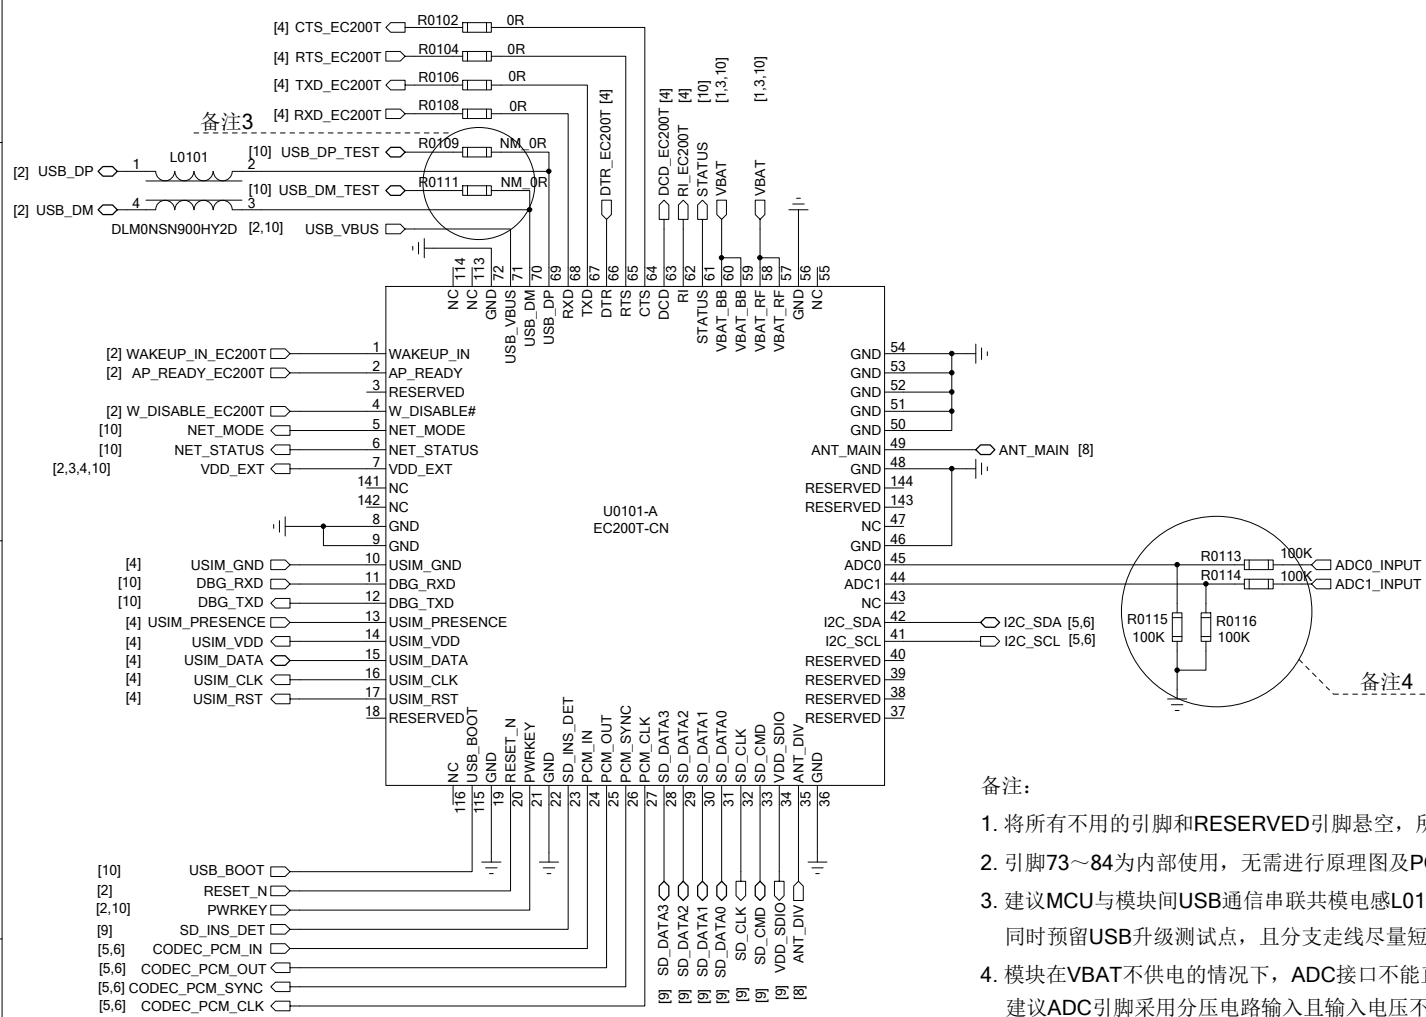 [4] CTS_EC200T R0102 0R
[4] RTS_EC200T R0104 0R
[4] TXD_EC200T R0106 0R
[4] RXD_EC200T R0108 0R
备注3
[10] USB_DP_TEST R0109 NM_0R
[2] USB_DP 1 L0101 2
[10] USB_DM_TEST R0111 NM_0R
[2] USB_DM 4 3
DLM0NSN900HY2D [2,10] USB_VBUS
DTR_EC200T [4]
DCD_EC200T [4]
RI_EC200T [4]
STATUS [10]
VBAT [1,3,10]
VBAT [1,3,10]
114 NC
113 NC
72 GND
71 USB_VBUS
70 USB_DM
69 USB_DP
68 RXD
67 TXD
66 DTR
65 RTS
64 CTS
63 DCD
62 RI
61 STATUS
60 VBAT_BB
59 VBAT_BB
58 VBAT_RF
57 VBAT_RF
56 GND
55 NC
[2] WAKEUP_IN_EC200T 1 WAKEUP_IN
[2] AP_READY_EC200T 2 AP_READY
3 RESERVED
[2] W_DISABLE_EC200T 4 W_DISABLE#
[10] NET_MODE 5 NET_MODE
[10] NET_STATUS 6 NET_STATUS
[2,3,4,10] VDD_EXT 7 VDD_EXT
141 NC
142 NC
8 GND
9 GND
[4] USIM_GND 10 USIM_GND
[10] DBG_RXD 11 DBG_RXD
[10] DBG_TXD 12 DBG_TXD
[4] USIM_PRESENCE 13 USIM_PRESENCE
[4] USIM_VDD 14 USIM_VDD
[4] USIM_DATA 15 USIM_DATA
[4] USIM_CLK 16 USIM_CLK
[4] USIM_RST 17 USIM_RST
18 RESERVED
U0101-A
EC200T-CN
GND 54
GND 53
GND 52
GND 51
GND 50
ANT_MAIN 49 ANT_MAIN [8]
GND 48
RESERVED 144
RESERVED 143
NC 47
GND 46
ADC0 45 R0113 100K ADC0_INPUT
ADC1 44 R0114 100K ADC1_INPUT
NC 43
I2C_SDA 42 I2C_SDA [5,6]
I2C_SCL 41 I2C_SCL [5,6]
RESERVED 40
RESERVED 39
RESERVED 38
RESERVED 37
R0115
100K
R0116
100K
备注4
NC 116
USB_BOOT 115
GND 19
RESET_N 20
PWRKEY 21
GND 22
SD_INS_DET 23
PCM_IN 24
PCM_OUT 25
PCM_SYNC 26
PCM_CLK 27
SD_DATA3 28
SD_DATA2 29
SD_DATA1 30
SD_DATA0 31
SD_CLK 32
SD_CMD 33
VDD_SDIO 34
ANT_DIV 35
GND 36
[10] USB_BOOT
[2] RESET_N
[2,10] PWRKEY
[9] SD_INS_DET
[5,6] CODEC_PCM_IN
[5,6] CODEC_PCM_OUT
[5,6] CODEC_PCM_SYNC
[5,6] CODEC_PCM_CLK
[9] SD_DATA3
[9] SD_DATA2
[9] SD_DATA1
[9] SD_DATA0
[9] SD_CLK
[9] SD_CMD
[9] VDD_SDIO
[8] ANT_DIV
备注：
1. 将所有不用的引脚和RESERVED引脚悬空，所
2. 引脚73～84为内部使用，无需进行原理图及PC
3. 建议MCU与模块间USB通信串联共模电感L01
同时预留USB升级测试点，且分支走线尽量短
4. 模块在VBAT不供电的情况下，ADC接口不能直
建议ADC引脚采用分压电路输入且输入电压不